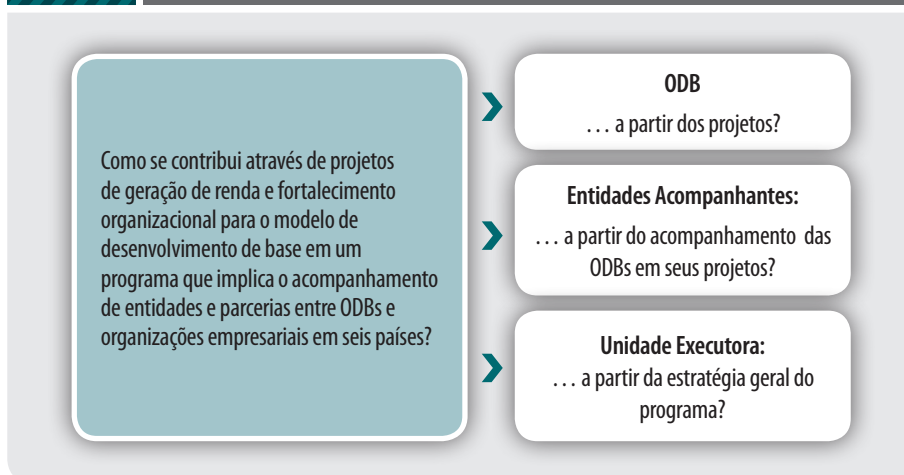 Como se contribui através de projetos
de geração de renda e fortalecimento
organizacional para o modelo de
desenvolvimento de base em um
programa que implica o acompanhamento
de entidades e parcerias entre ODBs e
organizações empresariais em seis países?
ODB
. . . a partir dos projetos?
Entidades Acompanhantes:
. . . a partir do acompanhamento das
ODBs em seus projetos?
Unidade Executora:
. . . a partir da estratégia geral do
programa?